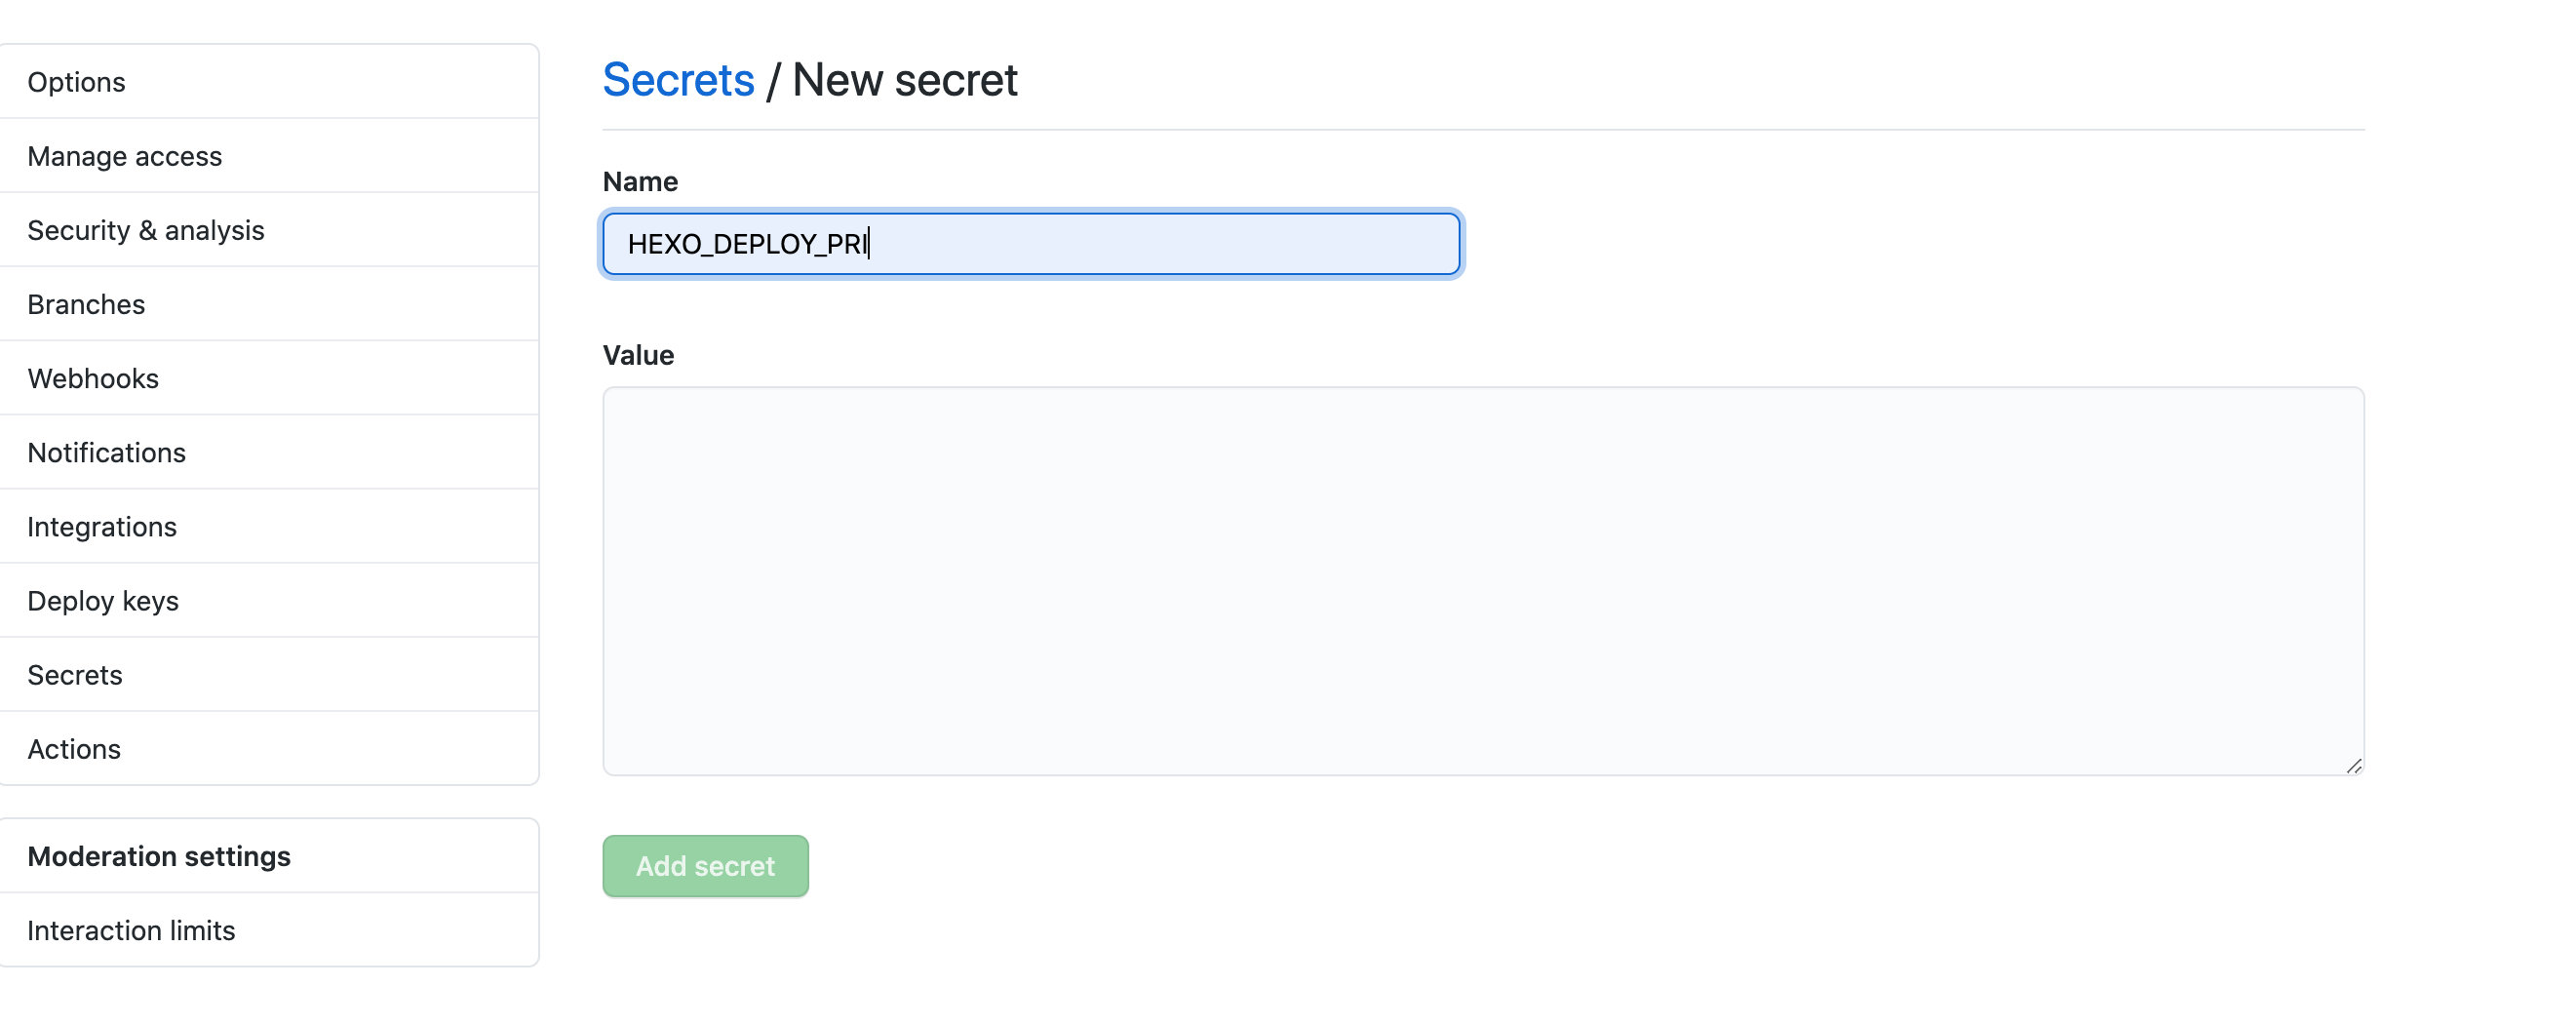 Options
Manage access
Security & analysis
Branches
Webhooks
Notifications
Integrations
Deploy keys
Secrets
Actions
Moderation settings
Interaction limits
Secrets / New secret
Name
HEXO_DEPLOY_PRI
Value
Add secret